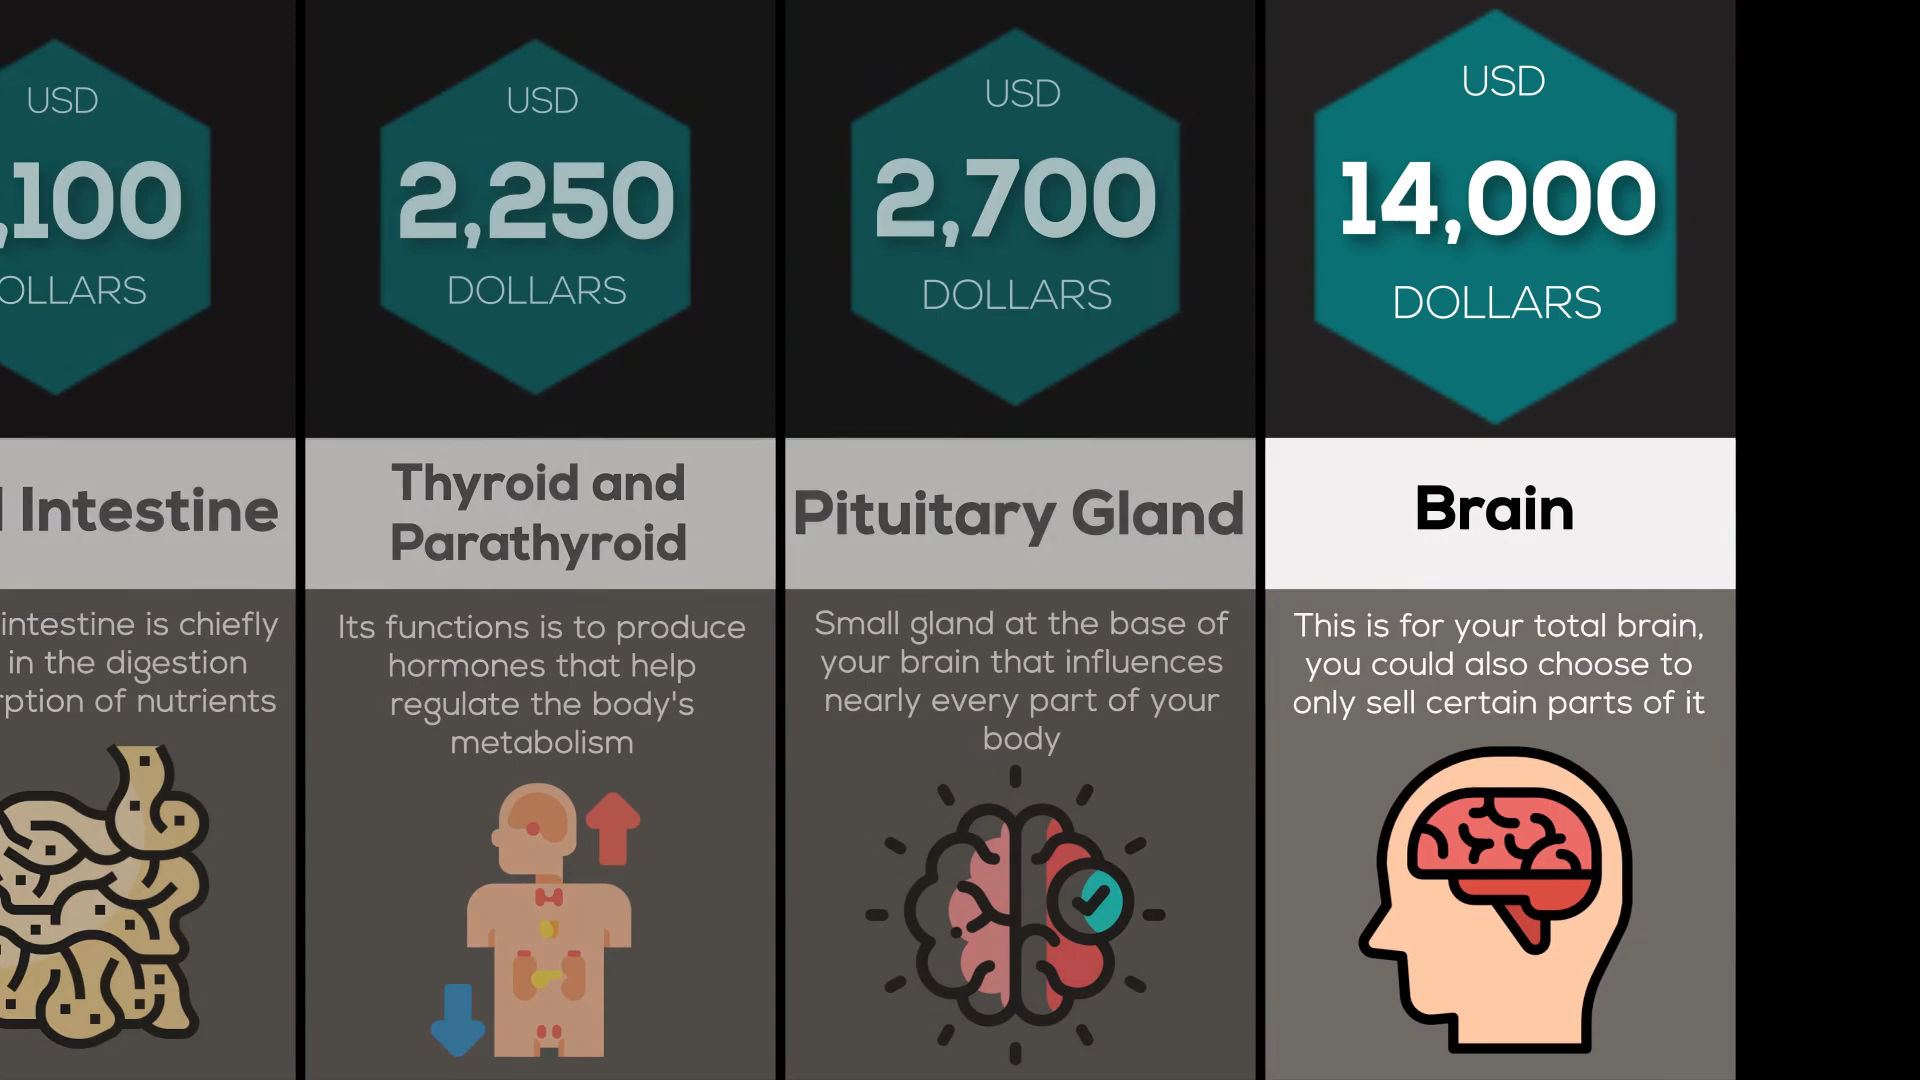 USD
,100
OLLARS
Intestine
intestine is chiefly
in the digestion
rption of nutrients
USD
2,250
DOLLARS
Thyroid and
Parathyroid
Its functions is to produce
hormones that help
regulate the body's
metabolism
USD
2,700
DOLLARS
Pituitary Gland
Small gland at the base of
your brain that influences
nearly every part of your
body
USD
14,000
DOLLARS
Brain
This is for your total brain,
you could also choose to
only sell certain parts of it